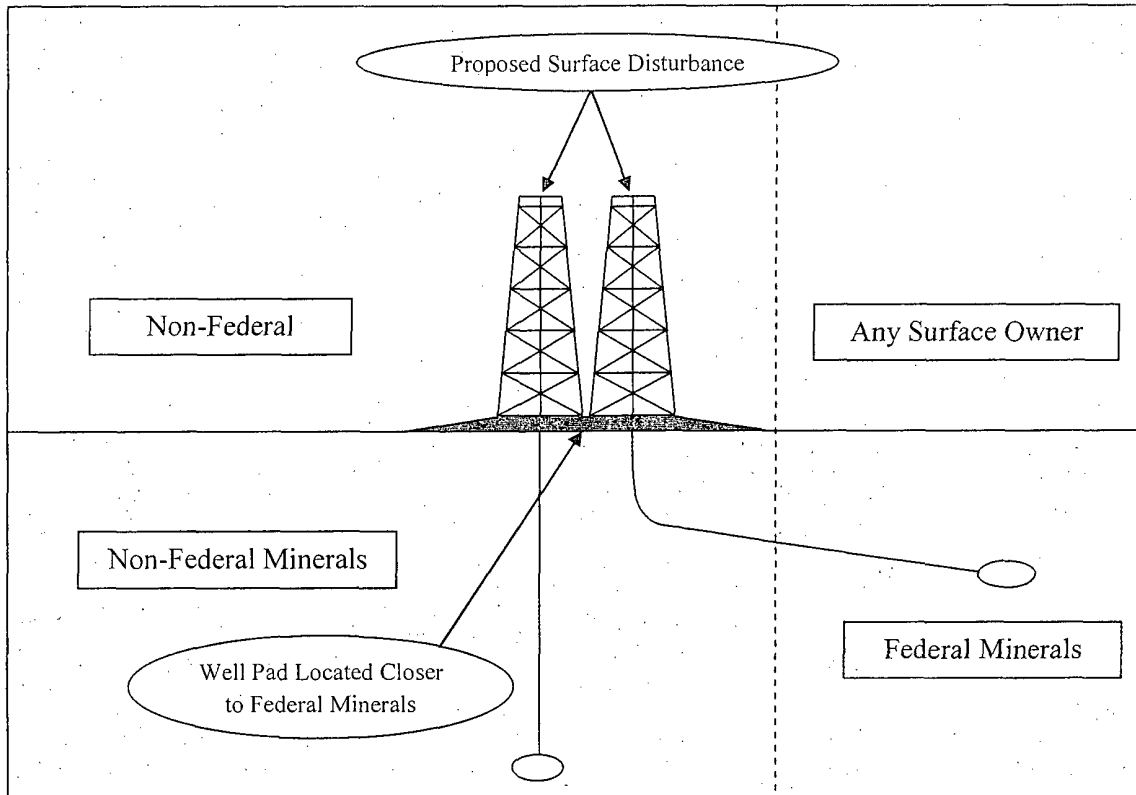 Proposed Surface Disturbance
Non-Federal
Any Surface Owner
Non-Federal Minerals
Federal Minerals
Well Pad Located Closer
to Federal Minerals